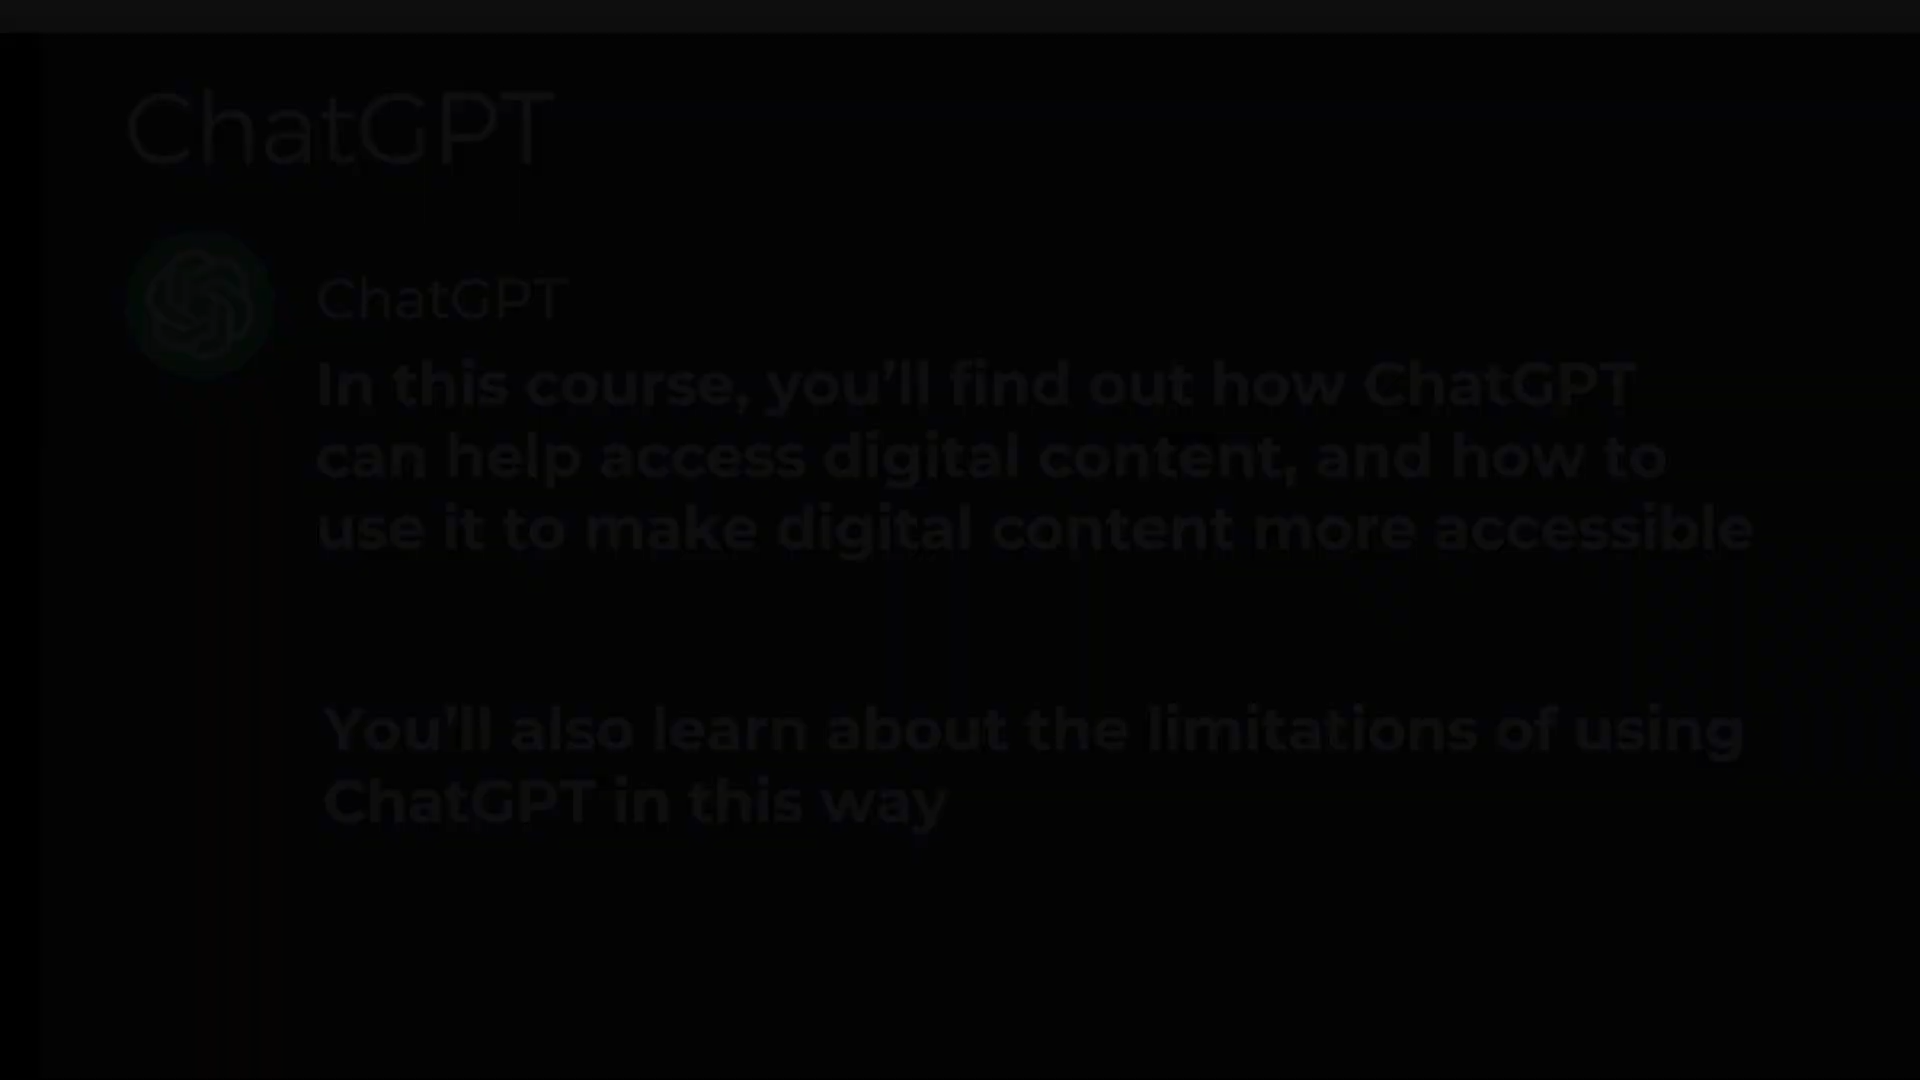 ChatGPT
ChatGPT
In this course, you’ll find out how ChatGPT
can help access digital content, and how to
use it to make digital content more accessible
You’ll also learn about the limitations of using
ChatGPT in this way